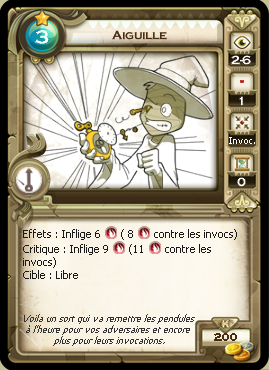 3
AIGUILLE
2-6
1
Invoc.
0
Effets : Inflige 6 ( 8 contre les invocs)
Critique : Inflige 9 (11 contre les
invocs)
Cible : Libre
Voila un sort qui va remettre les pendules
à l'heure pour vos adversaires et encore
plus pour leurs invocations.
200